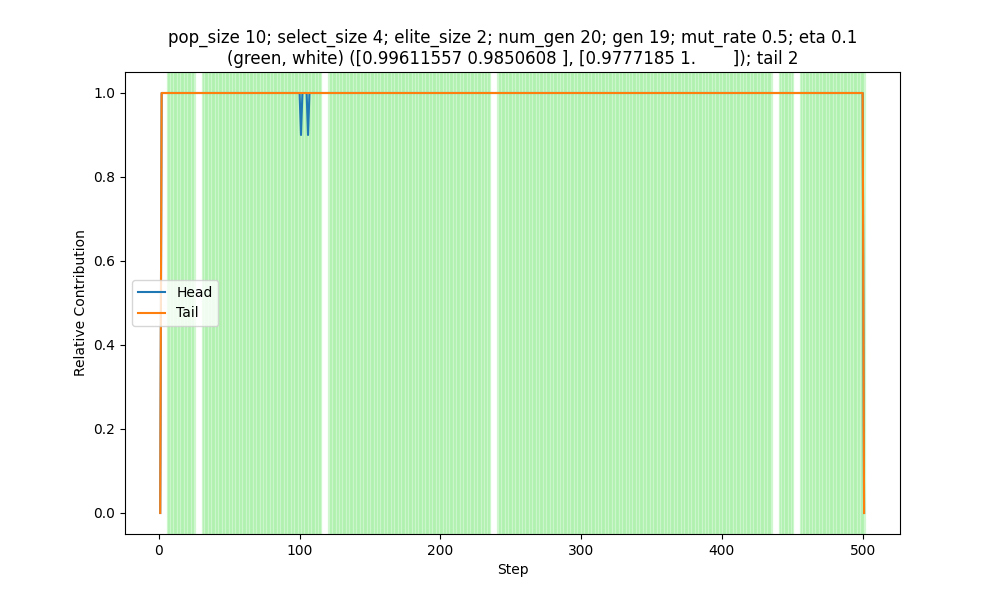 pop_size 10; select_size 4; elite_size 2; num_gen 20; gen 19; mut_rate 0.5; eta 0.1
(green, white) ([0.99611557 0.9850608 ], [0.9777185 1.        ]); tail 2
1.0
0.8
0.6
0.4
0.2
0.0
Relative Contribution
Head
Tail
0 100 200 300 400 500
Step